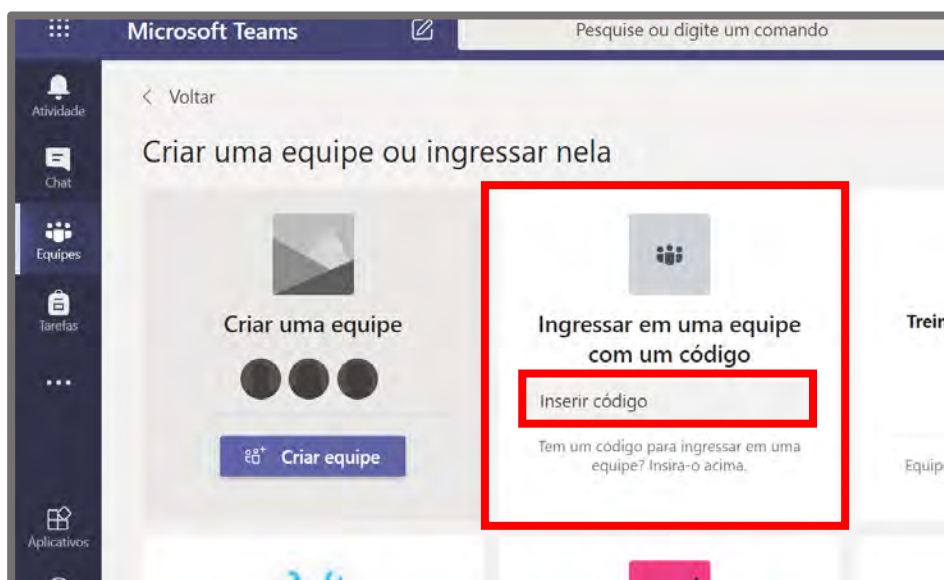 Microsoft Teams
Pesquise ou digite um comando
Atividade
Chat
Equipes
Tarefas
Aplicativos
Voltar
Criar uma equipe ou ingressar nela
Criar uma equipe
Criar equipe
Ingressar em uma equipe
com um código
Inserir código
Tem um código para ingressar em uma
equipe? Insira-o acima.